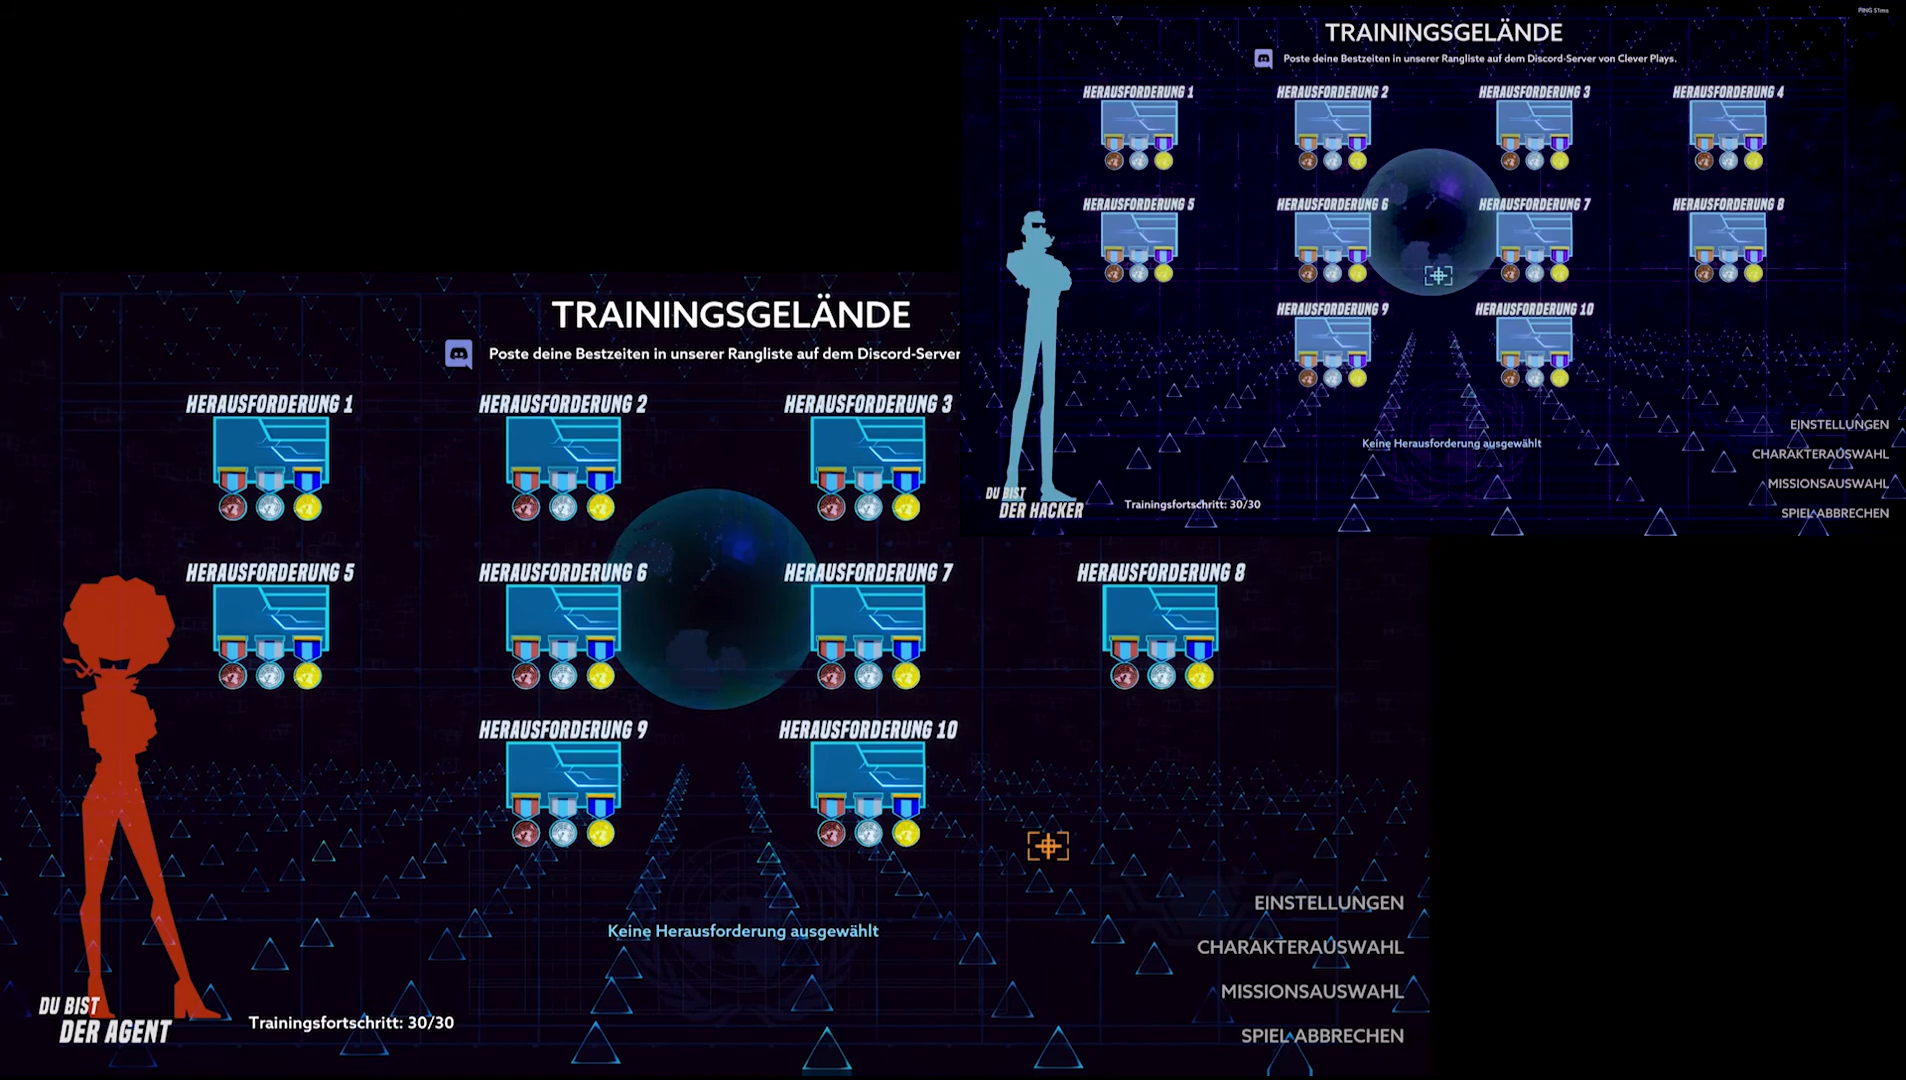 PING 51ms
TRAININGSGELÄNDE
Poste deine Bestzeiten in unserer Rangliste auf dem Discord-Server von Clever Plays.
HERAUSFORDERUNG 1
HERAUSFORDERUNG 2
HERAUSFORDERUNG 3
HERAUSFORDERUNG 4
HERAUSFORDERUNG 5
HERAUSFORDERUNG 6
HERAUSFORDERUNG 7
HERAUSFORDERUNG 8
HERAUSFORDERUNG 9
HERAUSFORDERUNG 10
Keine Herausforderung ausgewählt
EINSTELLUNGEN
CHARAKTERAUSWAHL
MISSIONSAUSWAHL
SPIEL ABBRECHEN
DU BIST
DER HACKER
Trainingsfortschritt: 30/30
TRAININGSGELÄNDE
Poste deine Bestzeiten in unserer Rangliste auf dem Discord-Server
HERAUSFORDERUNG 1
HERAUSFORDERUNG 2
HERAUSFORDERUNG 3
HERAUSFORDERUNG 5
HERAUSFORDERUNG 6
HERAUSFORDERUNG 7
HERAUSFORDERUNG 8
HERAUSFORDERUNG 9
HERAUSFORDERUNG 10
Keine Herausforderung ausgewählt
EINSTELLUNGEN
CHARAKTERAUSWAHL
MISSIONSAUSWAHL
SPIEL ABBRECHEN
DU BIST
DER AGENT
Trainingsfortschritt: 30/30